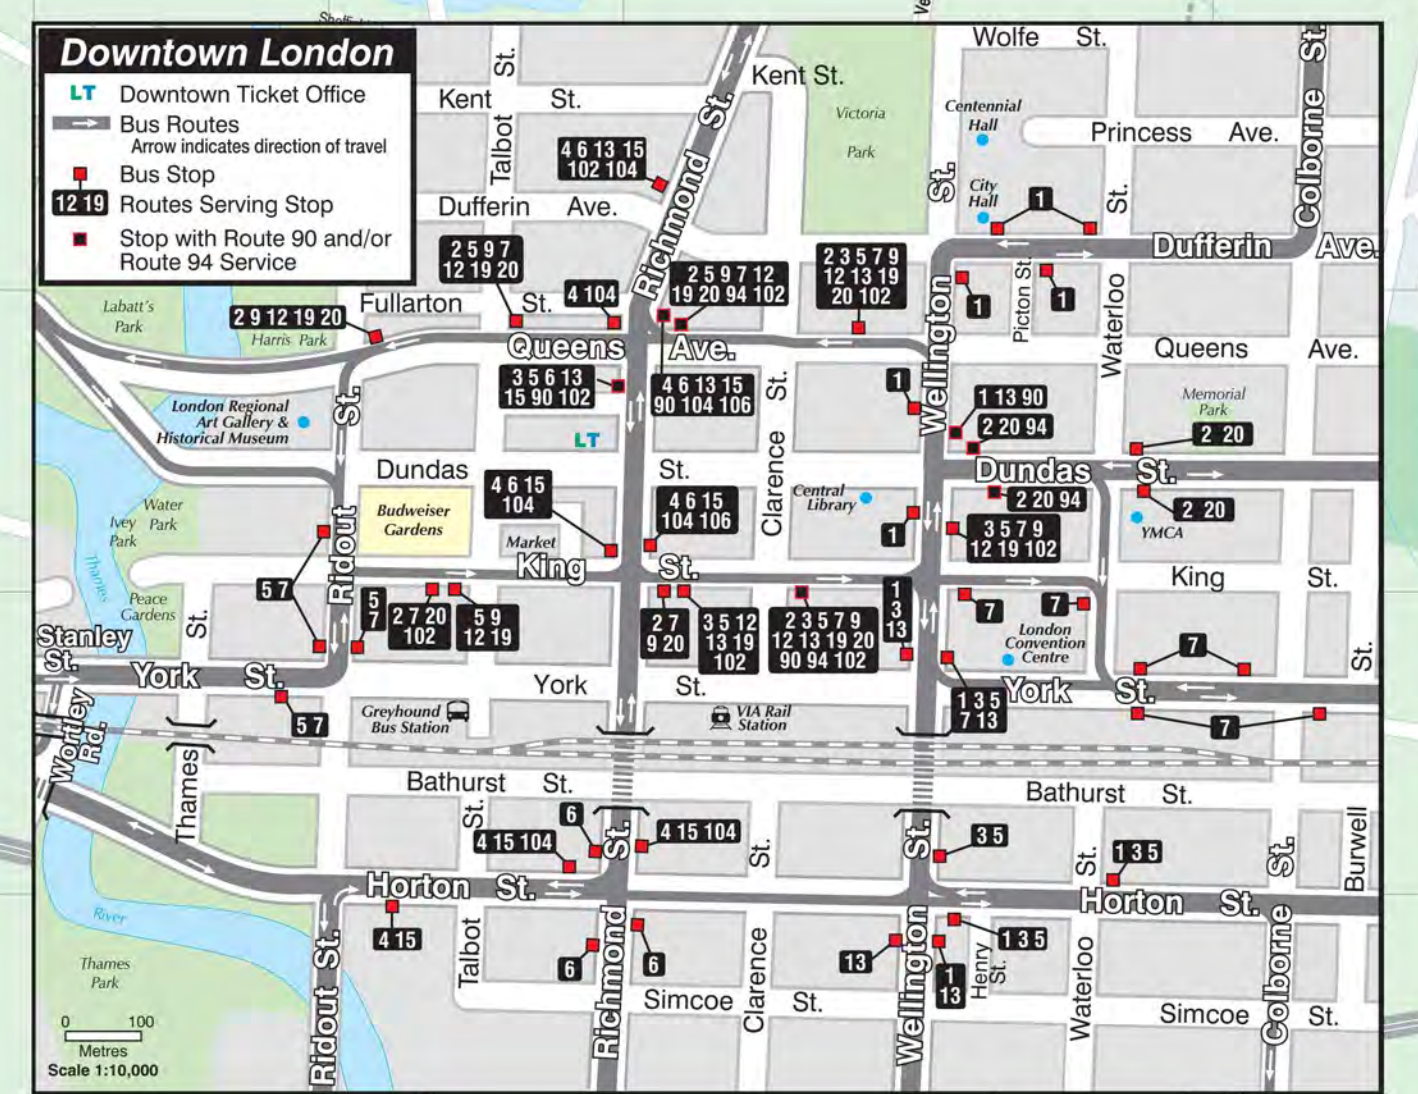 Downtown London
LT Downtown Ticket Office
Bus Routes
Arrow indicates direction of travel
Bus Stop
12 19 Routes Serving Stop
Stop with Route 90 and/or
Route 94 Service
Wolfe St.
Kent St.
Kent St.
Talbot St.
Richmond St.
Victoria
Park
Centennial
Hall
Princess Ave.
Colborne St.
4 6 13 15
102 104
City
Hall
1
Dufferin Ave.
Wellington St.
Waterloo St.
Dufferin Ave.
2 5 9 7
12 19 20
2 5 9 7 12
19 20 94 102
2 3 5 7 9
12 13 19
20 102
Richmond
Picton St.
1
1
Labatt's
Park
2 9 12 19 20
Fullarton St.
4 104
Harris Park
Queens Ave.
Queens Ave.
Wellington
3 5 6 13
15 90 102
4 6 13 15
90 104 106
Clarence St.
1
1 13 90
2 20 94
Memorial
Park
2 20
London Regional
Art Gallery &
Historical Museum
Ridout St.
LT
Dundas St.
Dundas St.
4 6 15
104
4 6 15
104 106
Central
Library
2 20 94
2 20
Water
Park
Ivey
Park
Budweiser
Gardens
Market
1
3 5 7 9
12 19 102
YMCA
Thames
King St.
King St.
Peace
Gardens
5 7
5
7
2 7 20
102
5 9
12 19
2 7
9 20
3 5 12
13 19
102
2 3 5 7 9
12 13 19 20
90 94 102
1
3
13
7
7
London
Convention
Centre
7
Stanley
St.
York St.
York St.
York St.
St.
St.
5 7
Greyhound
Bus Station
VIA Rail
Station
1 3 5
7 13
7
Wortley
Rd.
Thames
Bathurst St.
Bathurst St.
St.
6
4 15 104
4 15 104
St.
St.
St.
3 5
1 3 5
St.
St.
Burwell
Horton St.
Horton St.
River
4 15
Ridout St.
Talbot
6
Richmond
6
Clarence
13
Wellington
1
13
1 3 5
Henry
St.
Waterloo
Colborne
Thames
Park
Simcoe St.
Simcoe St.
0 100
Metres
Scale 1:10,000